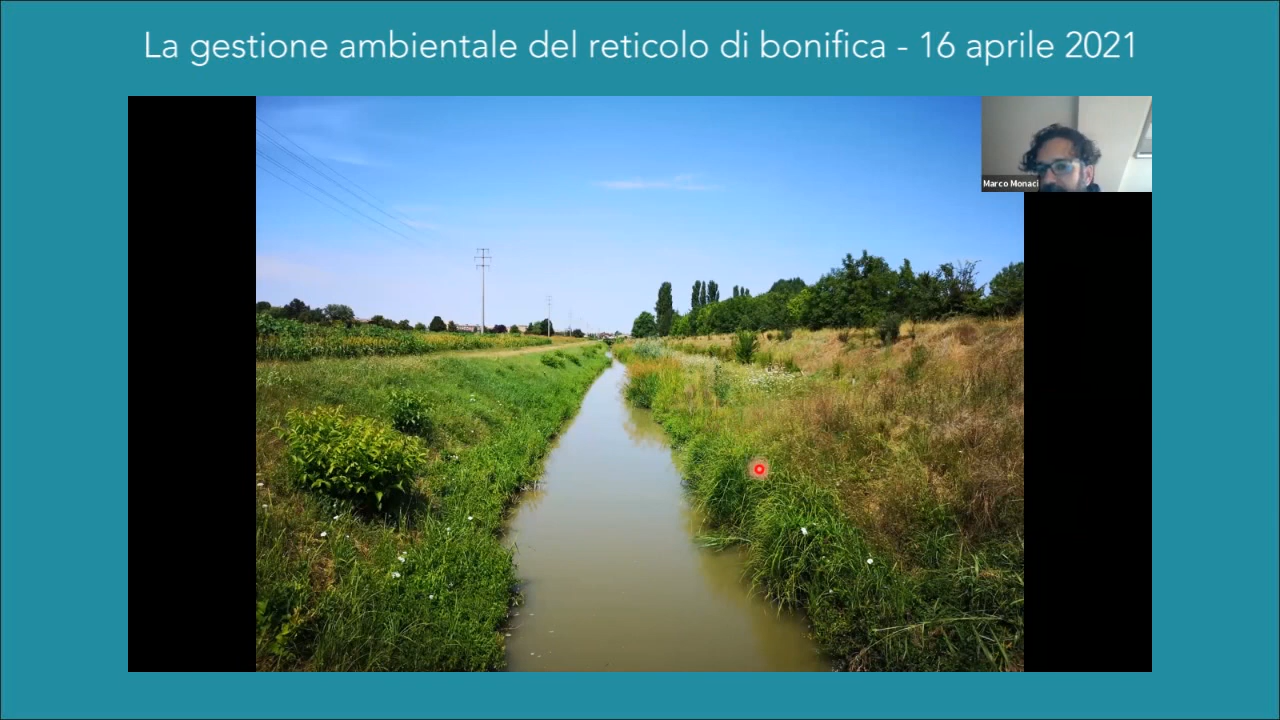 La gestione ambientale del reticolo di bonifica - 16 aprile 2021
Marco Monaci